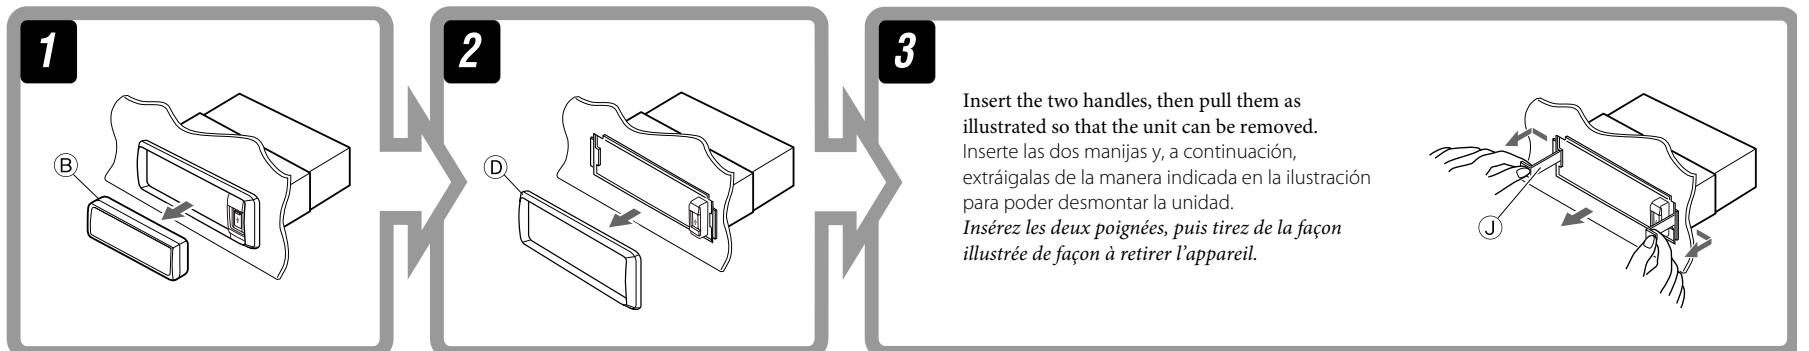 1
B
2
D
3
Insert the two handles, then pull them as
illustrated so that the unit can be removed.
Inserte las dos manijas y, a continuación,
extráigalas de la manera indicada en la ilustración
para poder desmontar la unidad.
Insérez les deux poignées, puis tirez de la façon
illustrée de façon à retirer l’appareil.
J